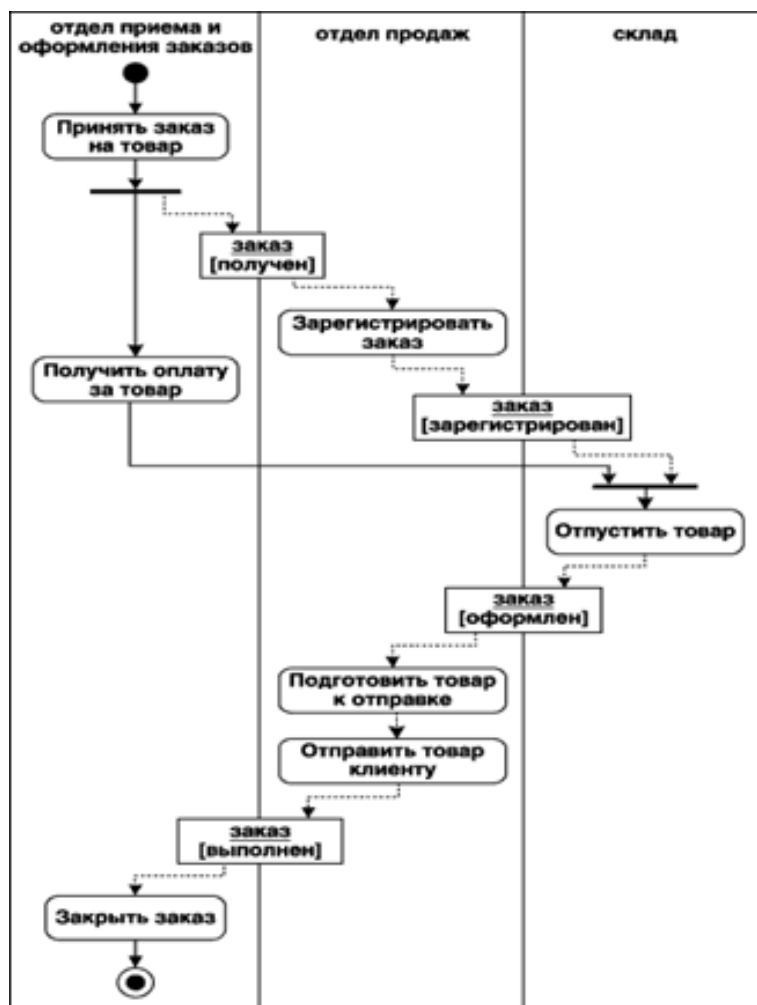 отдел приема и
оформления заказов
отдел продаж
склад
Принять заказ
на товар
заказ
[получен]
Зарегистрировать
заказ
Получить оплату
за товар
заказ
[зарегистрирован]
Отпустить товар
заказ
[оформлен]
Подготовить товар
к отправке
Отправить товар
клиенту
заказ
[выполнен]
Закрыть заказ